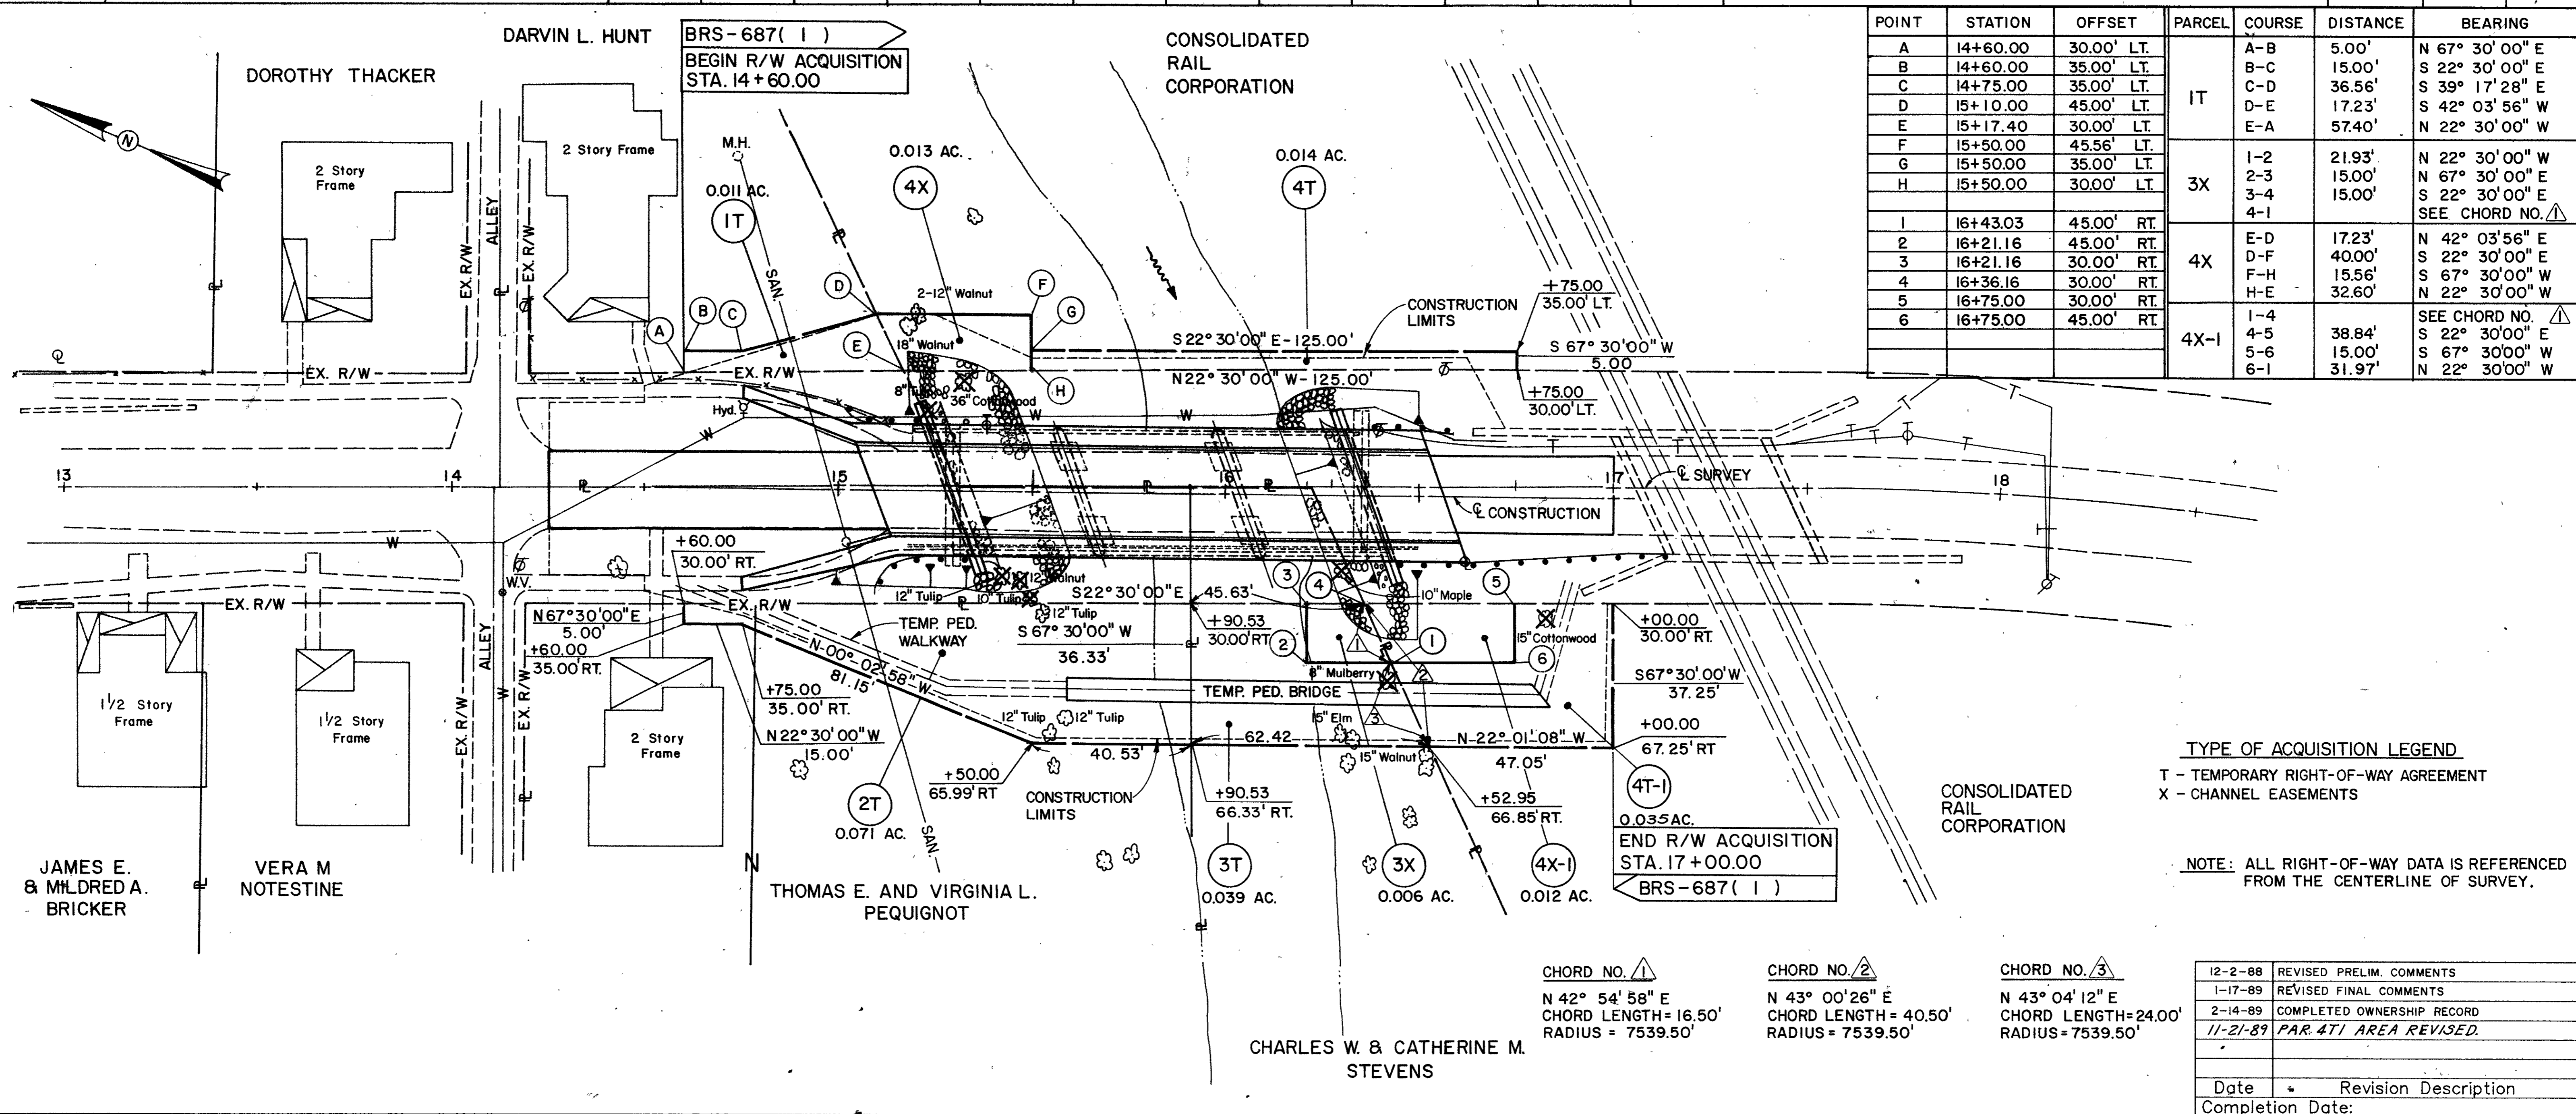 DARVIN L. HUNT
DOROTHY THACKER
BRS-687( 1 )
BEGIN R/W ACQUISITION
STA. 14+60.00
CONSOLIDATED
RAIL
CORPORATION
N
2 Story
Frame
2 Story Frame
ALLEY
EX. R/W
EX. R/W
M.H.
0.011 AC.
1T
SAN.
0.013 AC.
4X
0.014 AC.
4T
A
B
C
D
E
F
G
H
2-12" Walnut
18" Walnut
36" Cottonwood
CONSTRUCTION
LIMITS
+75.00
35.00' LT.
S 22° 30' 00" E-125.00'
N 22° 30' 00" W-125.00'
S 67° 30' 00" W
5.00
+75.00
30.00' LT.
EX. R/W
EX. R/W
Hyd.
W
W
W
13
14
15
16
17
18
℄ SURVEY
℄ CONSTRUCTION
W
W.V.
+60.00
30.00' RT.
EX. R/W
EX. R/W
N 67° 30' 00" E
5.00'
+60.00
35.00' RT.
12" Tulip
10" Tulip
12" Walnut
12" Tulip
TEMP. PED.
WALKWAY
N-00°-02'-58" W
81.15'
S 22° 30' 00" E
45.63'
S 67° 30' 00" W
36.33'
+90.53
30.00' RT
3
4
5
2
1
6
10" Maple
15" Cottonwood
8" Mulberry
1
2
3
TEMP. PED. BRIDGE
+00.00
30.00' RT.
S 67° 30' 00" W
37.25'
+00.00
67.25' RT
+75.00
35.00' RT.
N 22° 30' 00" W
15.00'
12" Tulip
12" Tulip
15" Elm
15" Walnut
62.42
40.53'
N-22° 01' 08" W
47.05'
+50.00
65.99' RT
CONSTRUCTION
LIMITS
+90.53
66.33' RT.
+52.95
66.85' RT.
2T
0.071 AC.
SAN.
3T
0.039 AC.
3X
0.006 AC.
4X-1
0.012 AC.
4T-1
0.035 AC.
END R/W ACQUISITION
STA. 17+00.00
BRS-687( 1 )
1 1/2 Story
Frame
1 1/2 Story
Frame
2 Story
Frame
ALLEY
W
EX. R/W
EX. R/W
JAMES E.
& MILDRED A.
BRICKER
VERA M
NOTESTINE
N
THOMAS E. AND VIRGINIA L.
PEQUIGNOT
CHARLES W. & CATHERINE M.
STEVENS
CONSOLIDATED
RAIL
CORPORATION
POINT STATION OFFSET
A 14+60.00 30.00' LT.
B 14+60.00 35.00' LT.
C 14+75.00 35.00' LT.
D 15+10.00 45.00' LT.
E 15+17.40 30.00' LT.
F 15+50.00 45.56' LT.
G 15+50.00 35.00' LT.
H 15+50.00 30.00' LT.
1 16+43.03 45.00' RT.
2 16+21.16 45.00' RT.
3 16+21.16 30.00' RT.
4 16+36.16 30.00' RT.
5 16+75.00 30.00' RT.
6 16+75.00 45.00' RT.
PARCEL COURSE DISTANCE BEARING
1T
A-B 5.00' N 67° 30' 00" E
B-C 15.00' S 22° 30' 00" E
C-D 36.56' S 39° 17' 28" E
D-E 17.23' S 42° 03' 56" W
E-A 57.40' N 22° 30' 00" W
3X
1-2 21.93' N 22° 30' 00" W
2-3 15.00' N 67° 30' 00" E
3-4 15.00' S 22° 30' 00" E
4-1 SEE CHORD NO. 1
4X
E-D 17.23' N 42° 03' 56" E
D-F 40.00' S 22° 30' 00" E
F-H 15.56' S 67° 30' 00" W
H-E 32.60' N 22° 30' 00" W
4X-1
1-4 SEE CHORD NO. 1
4-5 38.84' S 22° 30' 00" E
5-6 15.00' S 67° 30' 00" W
6-1 31.97' N 22° 30' 00" W
TYPE OF ACQUISITION LEGEND
T - TEMPORARY RIGHT-OF-WAY AGREEMENT
X - CHANNEL EASEMENTS
NOTE: ALL RIGHT-OF-WAY DATA IS REFERENCED
FROM THE CENTERLINE OF SURVEY.
CHORD NO. 1
N 42° 54' 58" E
CHORD LENGTH = 16.50'
RADIUS = 7539.50'
CHORD NO. 2
N 43° 00' 26" E
CHORD LENGTH = 40.50'
RADIUS = 7539.50'
CHORD NO. 3
N 43° 04' 12" E
CHORD LENGTH = 24.00'
RADIUS = 7539.50'
12-2-88 REVISED PRELIM. COMMENTS
1-17-89 REVISED FINAL COMMENTS
2-14-89 COMPLETED OWNERSHIP RECORD
11-21-89 PAR. 4T1 AREA REVISED.
Date Revision Description
Completion Date: